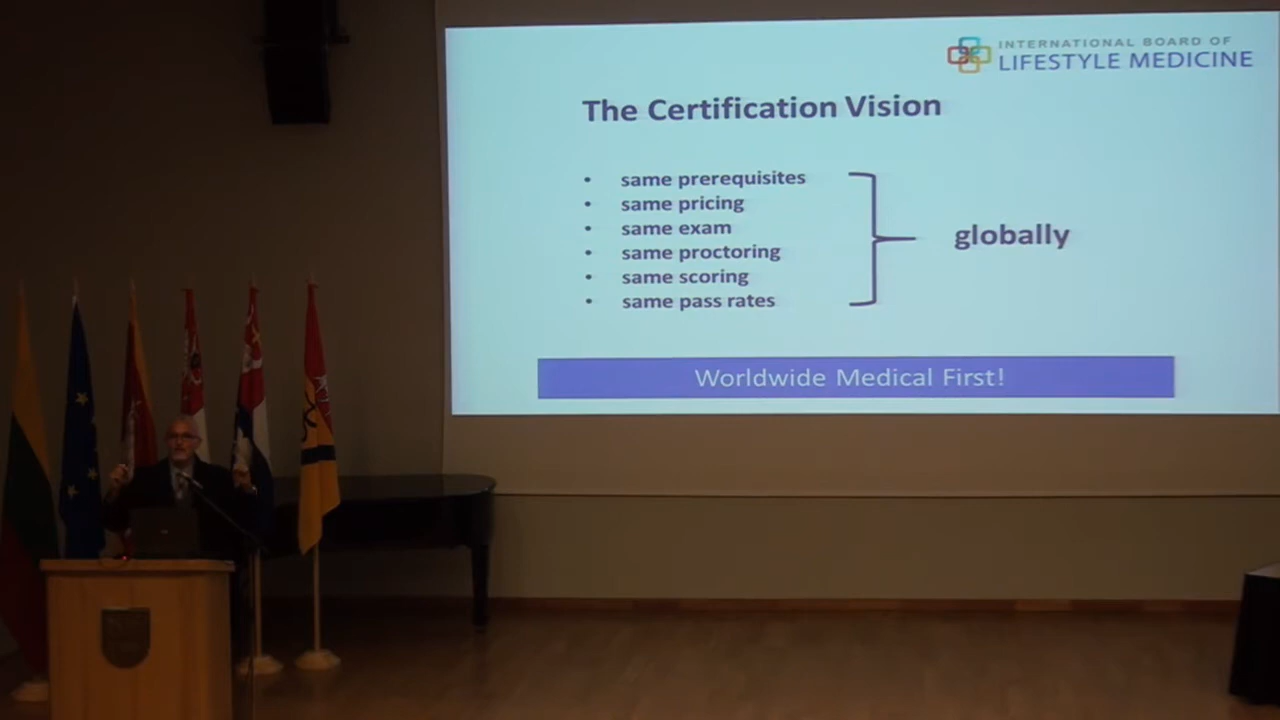 INTERNATIONAL BOARD OF
LIFESTYLE MEDICINE
The Certification Vision
• same prerequisites
• same pricing
• same exam
• same proctoring
• same scoring
• same pass rates
globally
Worldwide Medical First!